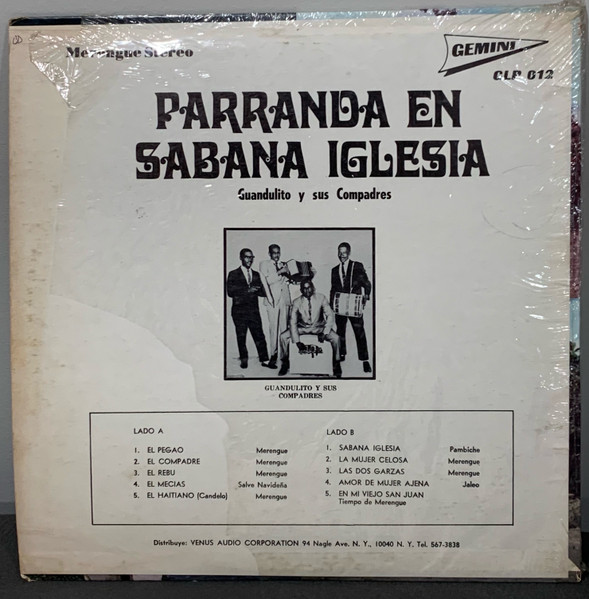 Merengue Stereo
GEMINI
CLP 012
PARRANDA EN
SABANA IGLESIA
Guandulito y sus Compadres
GUANDULITO Y SUS
COMPADRES
LADO A
1. EL PEGAO Merengue
2. EL COMPADRE Merengue
3. EL REBU Merengue
4. EL MECIAS Salve Navideña
5. EL HAITIANO (Candelo) Merengue
LADO B
1. SABANA IGLESIA Pambiche
2. LA MUJER CELOSA Merengue
3. LAS DOS GARZAS Merengue
4. AMOR DE MUJER AJENA Jaleo
5. EN MI VIEJO SAN JUAN
Tiempo de Merengue
Distribuye: VENUS AUDIO CORPORATION 94 Nagle Ave. N. Y., 10040 N. Y. Tel. 567-3838